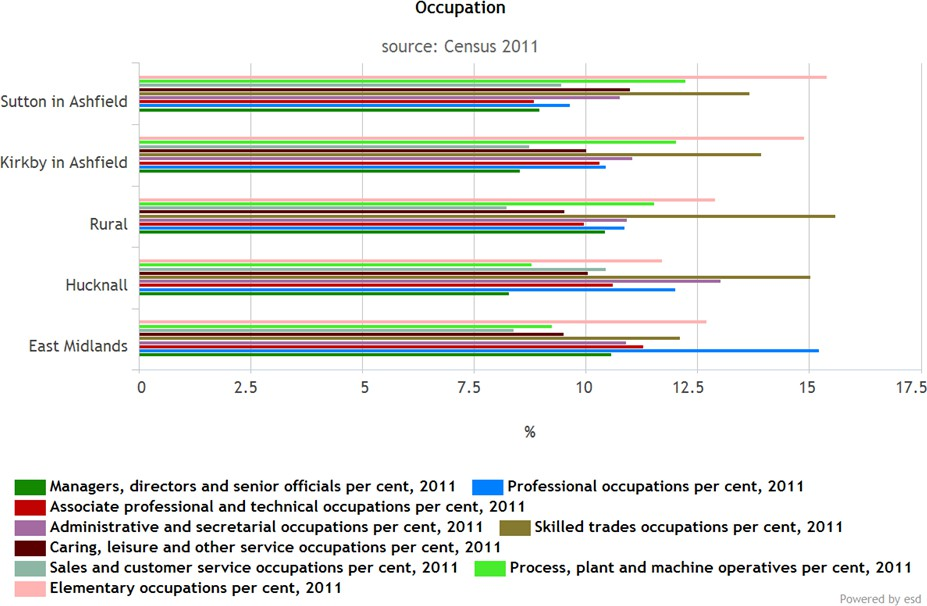 Occupation
source: Census 2011
Sutton in Ashfield
Kirkby in Ashfield
Rural
Hucknall
East Midlands
0 2.5 5 7.5 10 12.5 15 17.5
%
Managers, directors and senior officials per cent, 2011 Professional occupations per cent, 2011
Associate professional and technical occupations per cent, 2011
Administrative and secretarial occupations per cent, 2011 Skilled trades occupations per cent, 2011
Caring, leisure and other service occupations per cent, 2011
Sales and customer service occupations per cent, 2011 Process, plant and machine operatives per cent, 2011
Elementary occupations per cent, 2011
Powered by esd